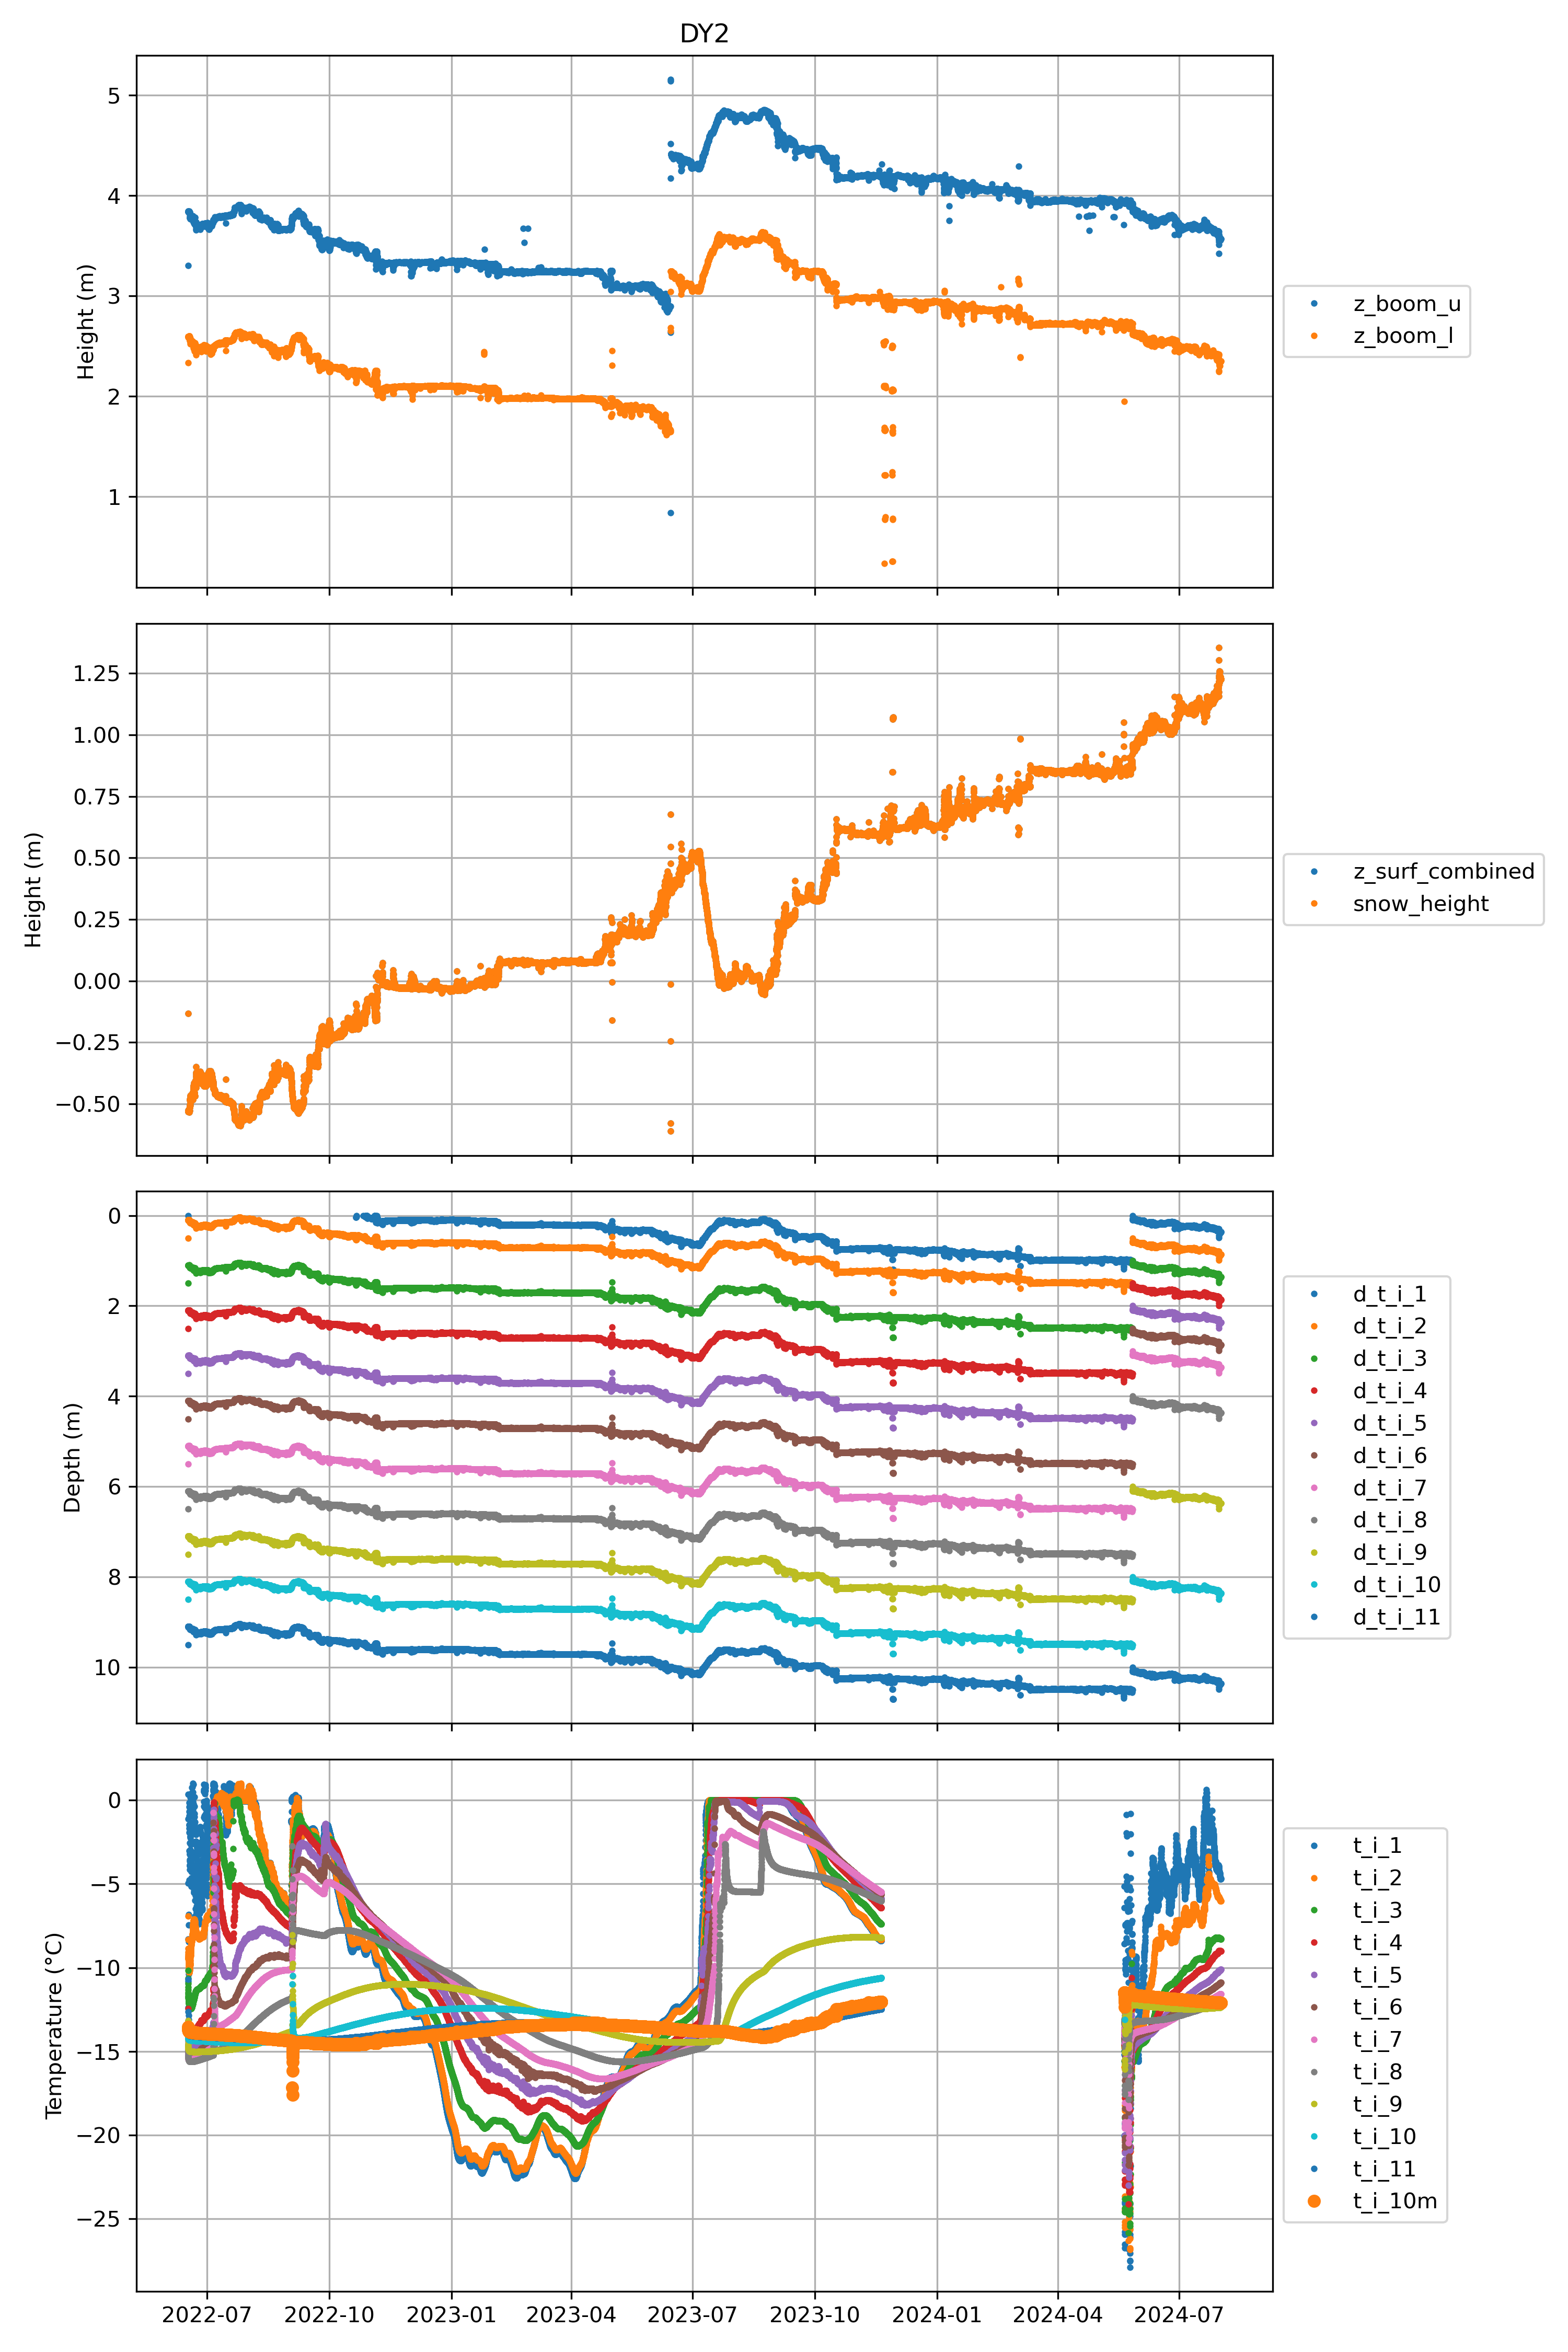 DY2
Height (m)
5
4
3
2
1
z_boom_u
z_boom_l
Height (m)
1.25
1.00
0.75
0.50
0.25
0.00
−0.25
−0.50
z_surf_combined
snow_height
Depth (m)
0
2
4
6
8
10
d_t_i_1
d_t_i_2
d_t_i_3
d_t_i_4
d_t_i_5
d_t_i_6
d_t_i_7
d_t_i_8
d_t_i_9
d_t_i_10
d_t_i_11
Temperature (°C)
0
−5
−10
−15
−20
−25
t_i_1
t_i_2
t_i_3
t_i_4
t_i_5
t_i_6
t_i_7
t_i_8
t_i_9
t_i_10
t_i_11
t_i_10m
2022-07 2022-10 2023-01 2023-04 2023-07 2023-10 2024-01 2024-04 2024-07